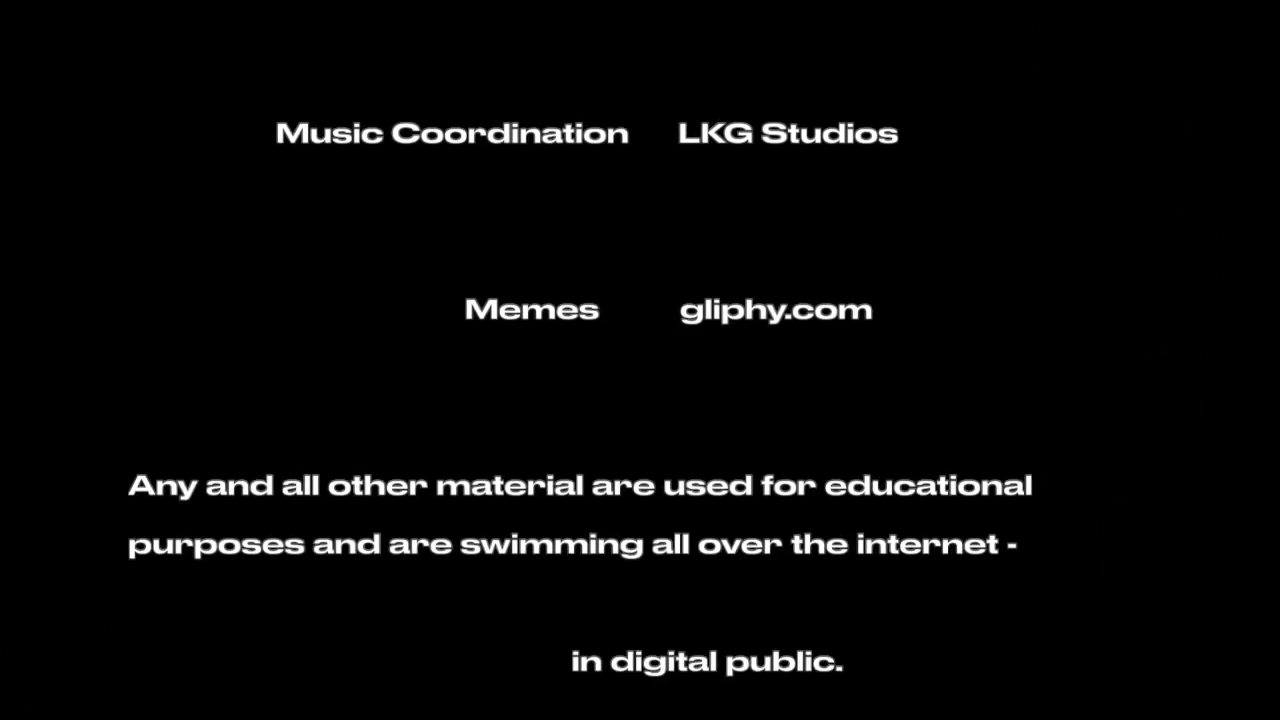 Music Coordination LKG Studios
Memes gliphy.com
Any and all other material are used for educational
purposes and are swimming all over the internet -
in digital public.